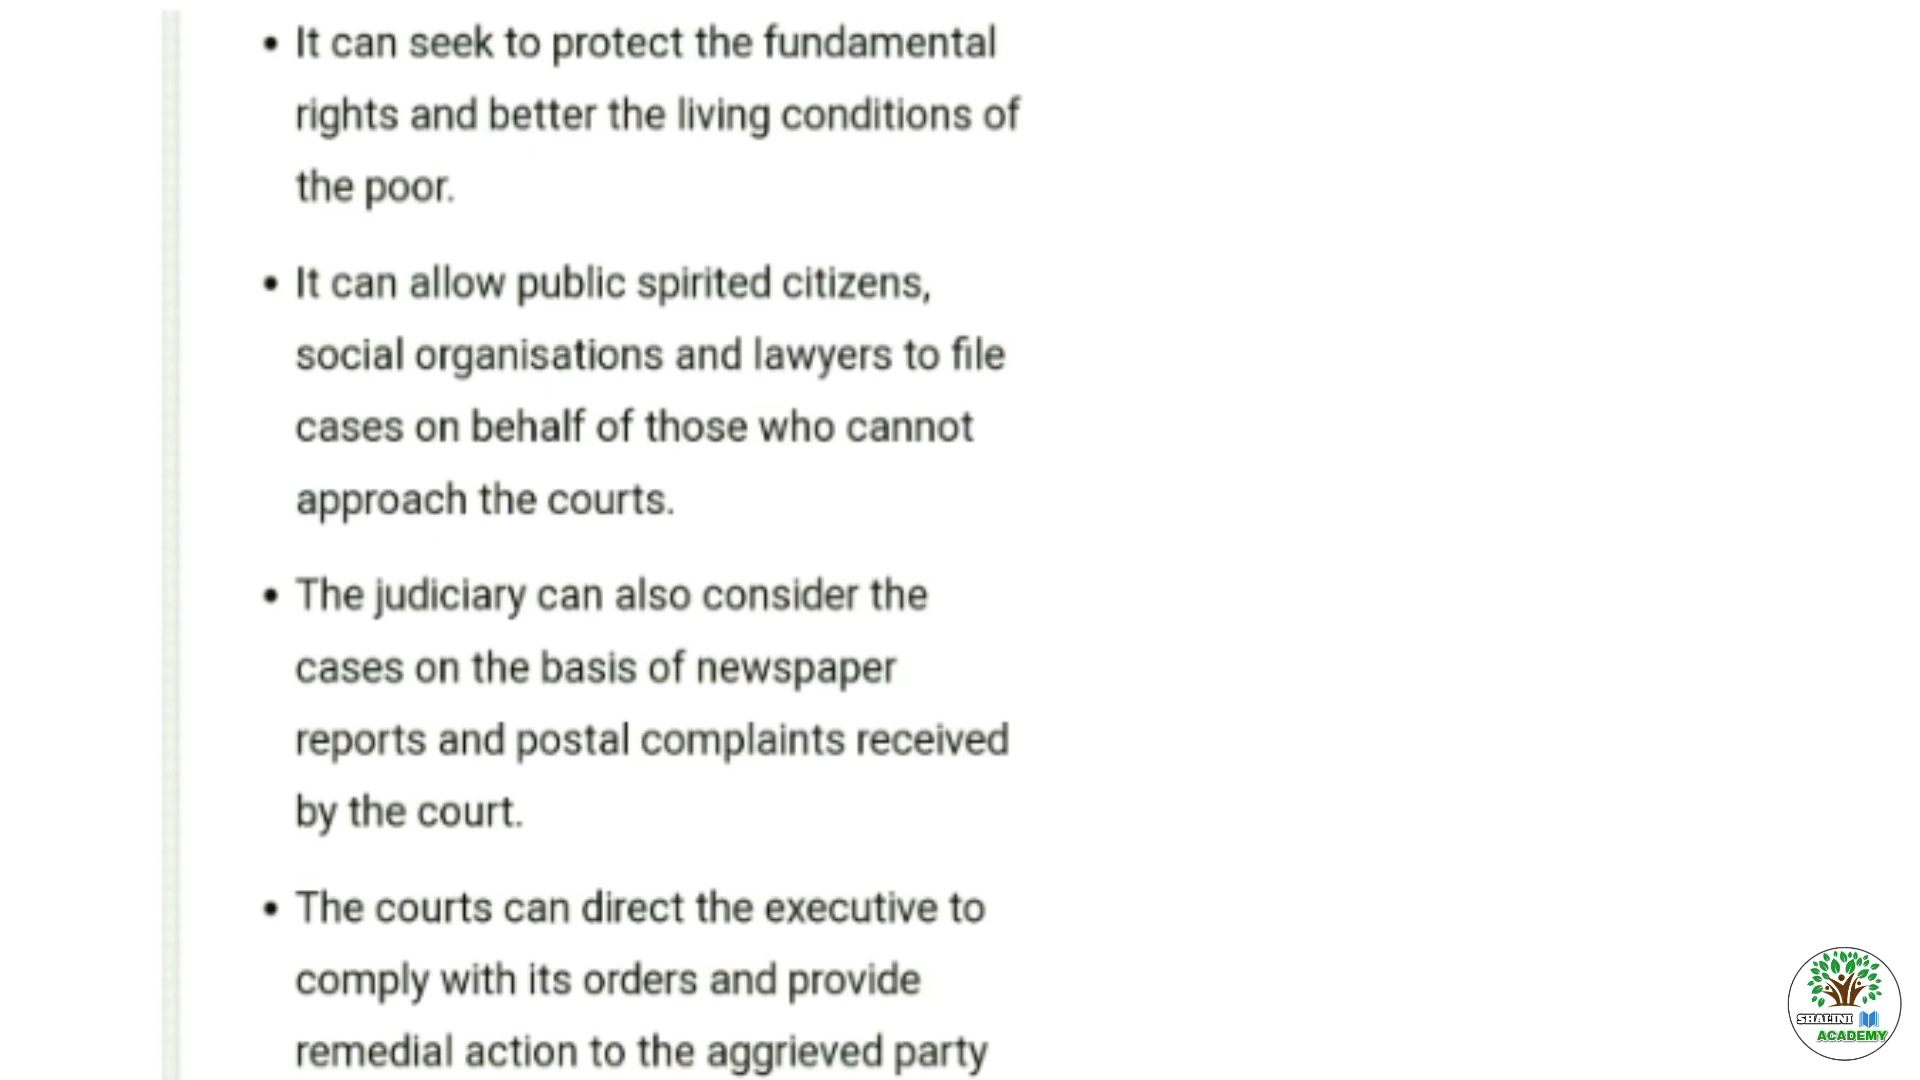 • It can seek to protect the fundamental
rights and better the living conditions of
the poor.
• It can allow public spirited citizens,
social organisations and lawyers to file
cases on behalf of those who cannot
approach the courts.
• The judiciary can also consider the
cases on the basis of newspaper
reports and postal complaints received
by the court.
• The courts can direct the executive to
comply with its orders and provide
remedial action to the aggrieved party
SHALINI
ACADEMY